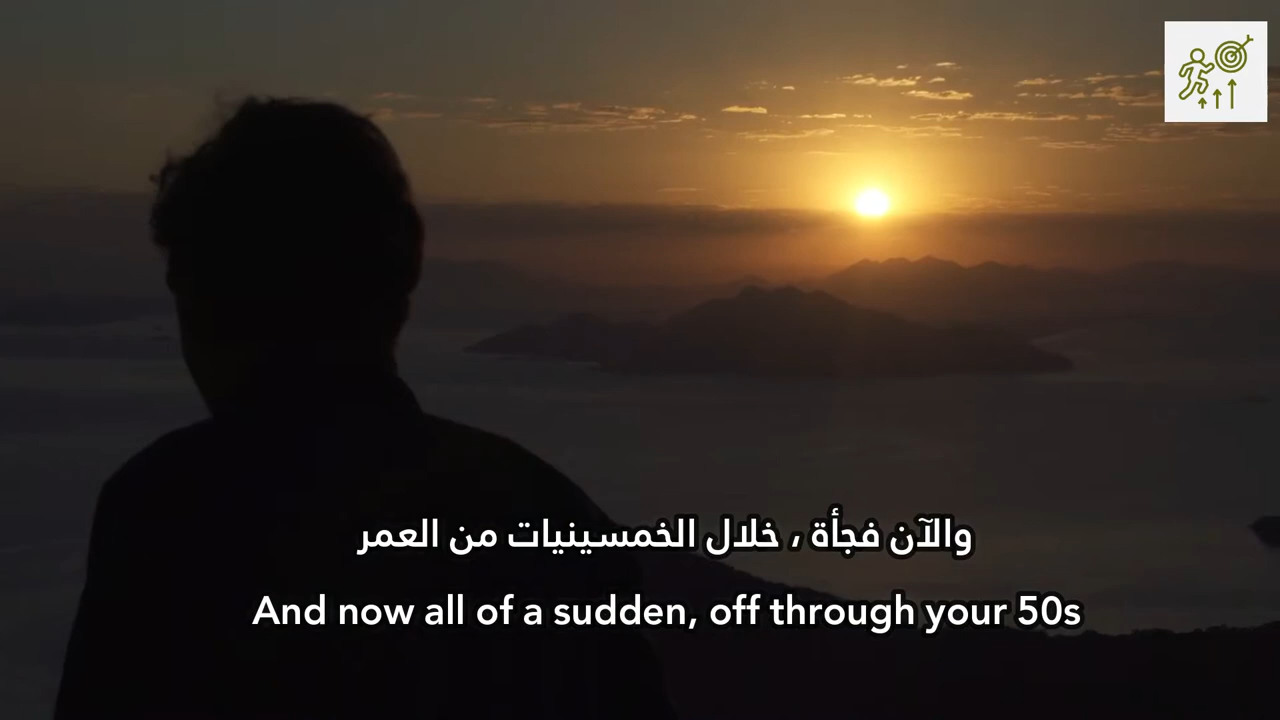 والآن فجأة ، خلال الخمسينيات من العمر
And now all of a sudden, off through your 50s